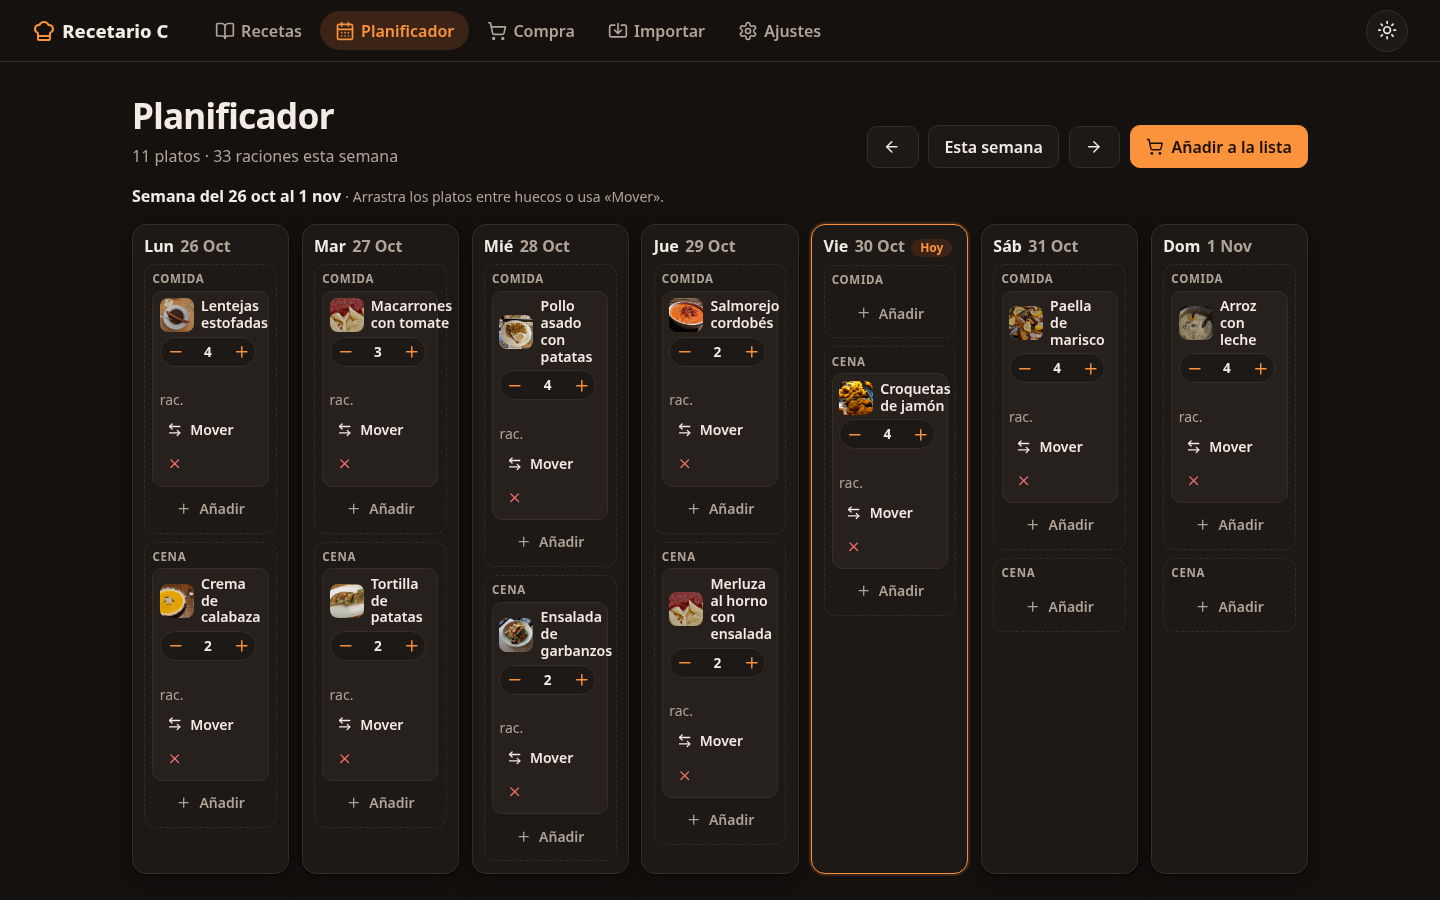 Recetario C
Recetas
Planificador
Compra
Importar
Ajustes
Planificador
11 platos · 33 raciones esta semana
Esta semana
Añadir a la lista
Semana del 26 oct al 1 nov · Arrastra los platos entre huecos o usa «Mover».
Lun 26 Oct
COMIDA
Lentejas
estofadas
4
rac.
Mover
Añadir
CENA
Crema
de
calabaza
2
rac.
Mover
Añadir
Mar 27 Oct
COMIDA
Macarrones
con tomate
3
rac.
Mover
Añadir
CENA
Tortilla
de
patatas
2
rac.
Mover
Añadir
Mié 28 Oct
COMIDA
Pollo
asado
con
patatas
4
rac.
Mover
Añadir
CENA
Ensalada
de
garbanzos
2
rac.
Mover
Añadir
Jue 29 Oct
COMIDA
Salmorejo
cordobés
2
rac.
Mover
Añadir
CENA
Merluza
al horno
con
ensalada
2
rac.
Mover
Añadir
Vie 30 Oct Hoy
COMIDA
Añadir
CENA
Croquetas
de jamón
4
rac.
Mover
Añadir
Sáb 31 Oct
COMIDA
Paella
de
marisco
4
rac.
Mover
Añadir
CENA
Añadir
Dom 1 Nov
COMIDA
Arroz
con
leche
4
rac.
Mover
Añadir
CENA
Añadir